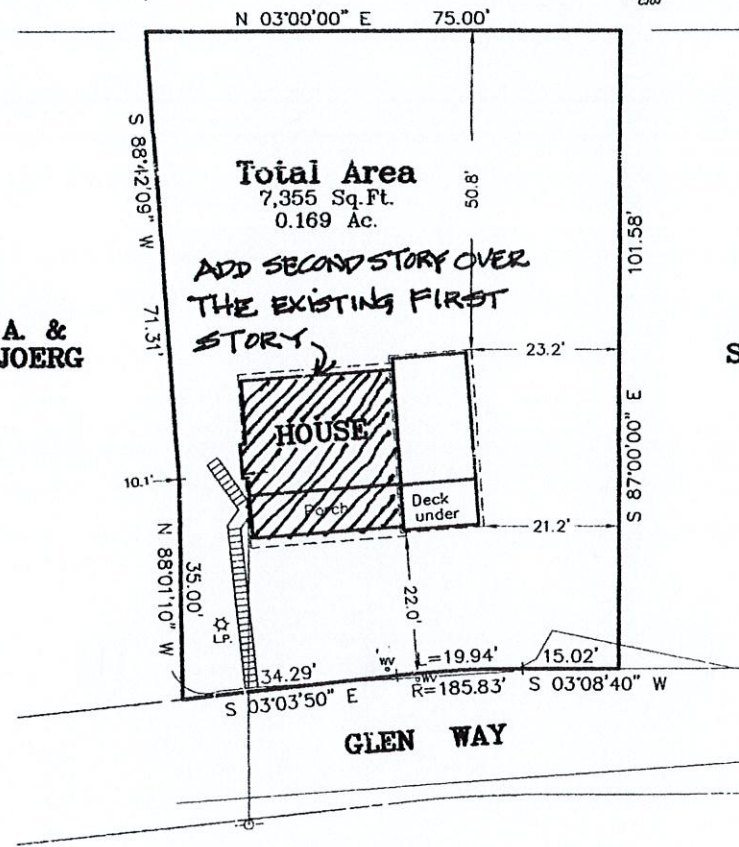 N 03°00'00" E 75.00'
S 88°42'09" W 71.31'
Total Area
7,355 Sq.Ft.
0.169 Ac.
50.8'
101.58'
ADD SECOND STORY OVER
THE EXISTING FIRST
STORY
A. &
JOERG
23.2'
S
HOUSE
S 87°00'00" E
10.1'
Porch
Deck
under
21.2'
N 88°01'10" W 35.00'
22.0'
LP.
WV
L=19.94'
15.02'
34.29'
WV
S 03°03'50" E
R=185.83'
S 03°08'40" W
GLEN WAY